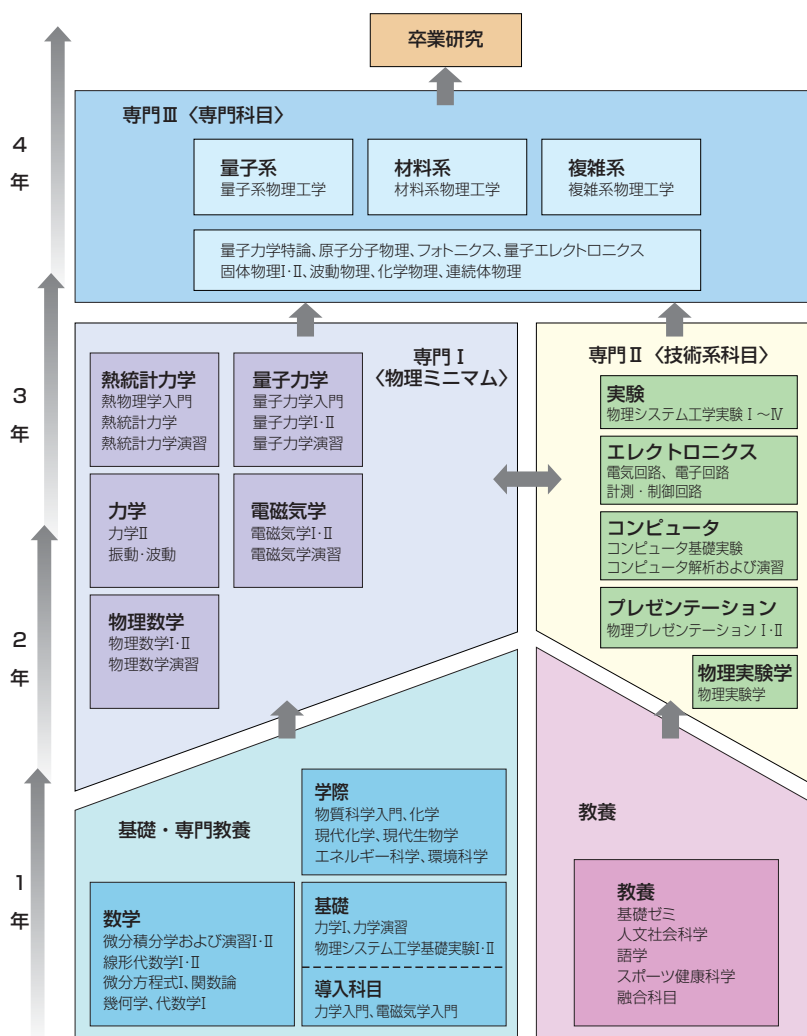 卒業研究
4
年
専門Ⅲ〈専門科目〉
量子系
量子系物理工学
材料系
材料系物理工学
複雑系
複雑系物理工学
量子力学特論、原子分子物理、フォトニクス、量子エレクトロニクス
固体物理Ⅰ・Ⅱ、波動物理、化学物理、連続体物理
3
年
専門Ⅰ
〈物理ミニマム〉
熱統計力学
熱物理学入門
熱統計力学
熱統計力学演習
量子力学
量子力学入門
量子力学Ⅰ・Ⅱ
量子力学演習
力学
力学Ⅱ
振動・波動
電磁気学
電磁気学Ⅰ・Ⅱ
電磁気学演習
2
年
物理数学
物理数学Ⅰ・Ⅱ
物理数学演習
専門Ⅱ〈技術系科目〉
実験
物理システム工学実験Ⅰ～Ⅳ
エレクトロニクス
電気回路、電子回路
計測・制御回路
コンピュータ
コンピュータ基礎実験
コンピュータ解析および演習
プレゼンテーション
物理プレゼンテーションⅠ・Ⅱ
物理実験学
物理実験学
1
年
基礎・専門教養
学際
物質科学入門、化学
現代化学、現代生物学
エネルギー科学、環境科学
数学
微分積分学および演習Ⅰ・Ⅱ
線形代数学Ⅰ・Ⅱ
微分方程式Ⅰ、関数論
幾何学、代数学Ⅰ
基礎
力学Ⅰ、力学演習
物理システム工学基礎実験Ⅰ・Ⅱ
導入科目
力学入門、電磁気学入門
教養
教養
基礎ゼミ
人文社会科学
語学
スポーツ健康科学
融合科目